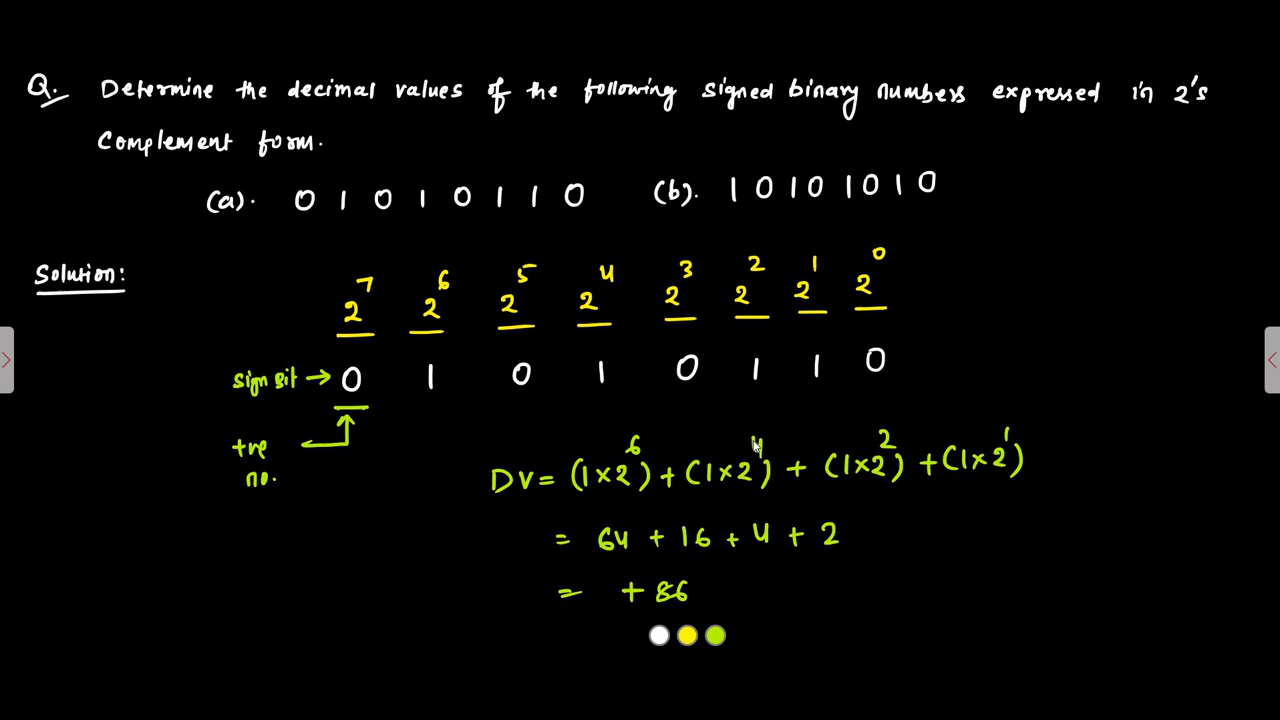 Q. Determine the decimal values of the following signed binary numbers expressed in 2's
Complement form.
(a). 0 1 0 1 0 1 1 0 (b). 1 0 1 0 1 0 1 0
Solution:
2^7 2^6 2^5 2^4 2^3 2^2 2^1 2^0
sign sit → 0 1 0 1 0 1 1 0
+ve
no.
DV = (1×2^6) + (1×2^4) + (1×2^2) + (1×2^1)
= 64 + 16 + 4 + 2
= +86